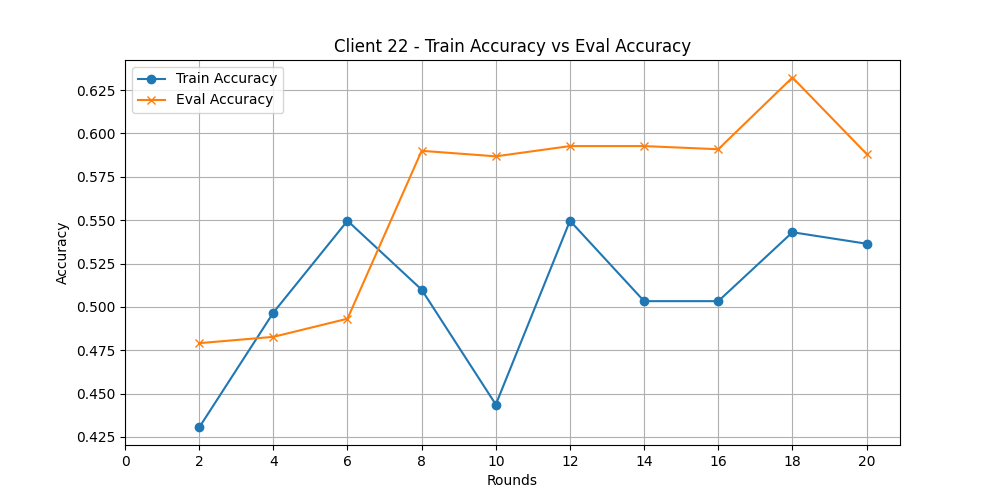 Client 22 - Train Accuracy vs Eval Accuracy
Train Accuracy
Eval Accuracy
Accuracy
0.625
0.600
0.575
0.550
0.525
0.500
0.475
0.450
0.425
0 2 4 6 8 10 12 14 16 18 20
Rounds